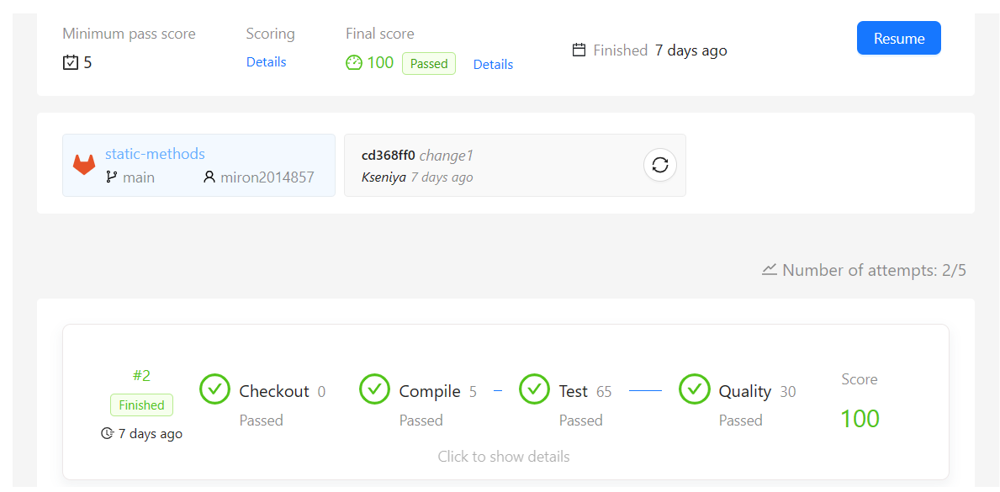 Minimum pass score
5
Scoring
Details
Final score
100 Passed Details
Finished 7 days ago
Resume
static-methods
main miron2014857
cd368ff0 change1
Kseniya 7 days ago
Number of attempts: 2/5
#2
Finished
7 days ago
Checkout 0
Passed
Compile 5
Passed
Test 65
Passed
Quality 30
Passed
Score
100
Click to show details